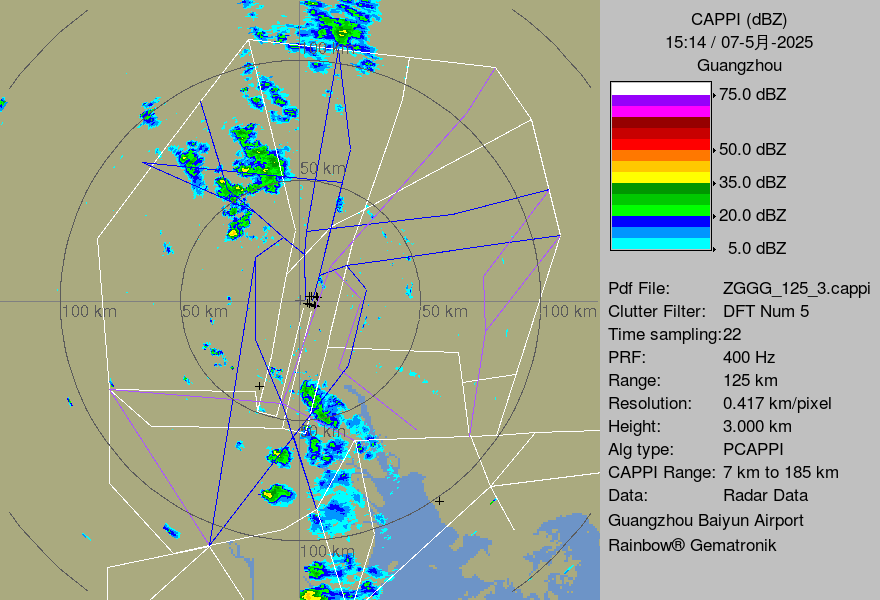 CAPPI (dBZ)
15:14 / 07-5月-2025
Guangzhou
75.0 dBZ
50.0 dBZ
35.0 dBZ
20.0 dBZ
5.0 dBZ
Pdf File: ZGGG_125_3.cappi
Clutter Filter: DFT Num 5
Time sampling:22
PRF: 400 Hz
Range: 125 km
Resolution: 0.417 km/pixel
Height: 3.000 km
Alg type: PCAPPI
CAPPI Range: 7 km to 185 km
Data: Radar Data
Guangzhou Baiyun Airport
Rainbow® Gematronik
100 km
50 km
100 km
50 km
50 km
100 km
50 km
100 km